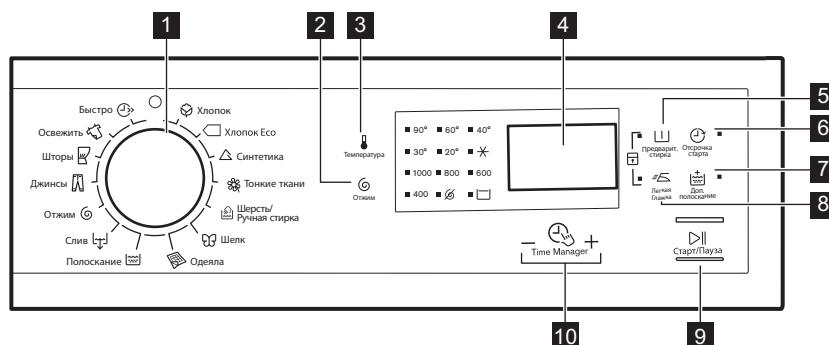 1
2
3
4
5
6
7
8
9
10
Быстро
Освежить
Шторы
Джинсы
Отжим
Слив
Полоскание
Хлопок
Хлопок Eco
Синтетика
Тонкие ткани
Шерсть/
Ручная стирка
Шелк
Одеяла
Температура
Отжим
90° 60° 40°
30° 20°
1000 800 600
400
Time Manager
Предварит.
стирка
Отсрочка
старта
Легкая
Глажка
Доп.
полоскание
Старт/Пауза